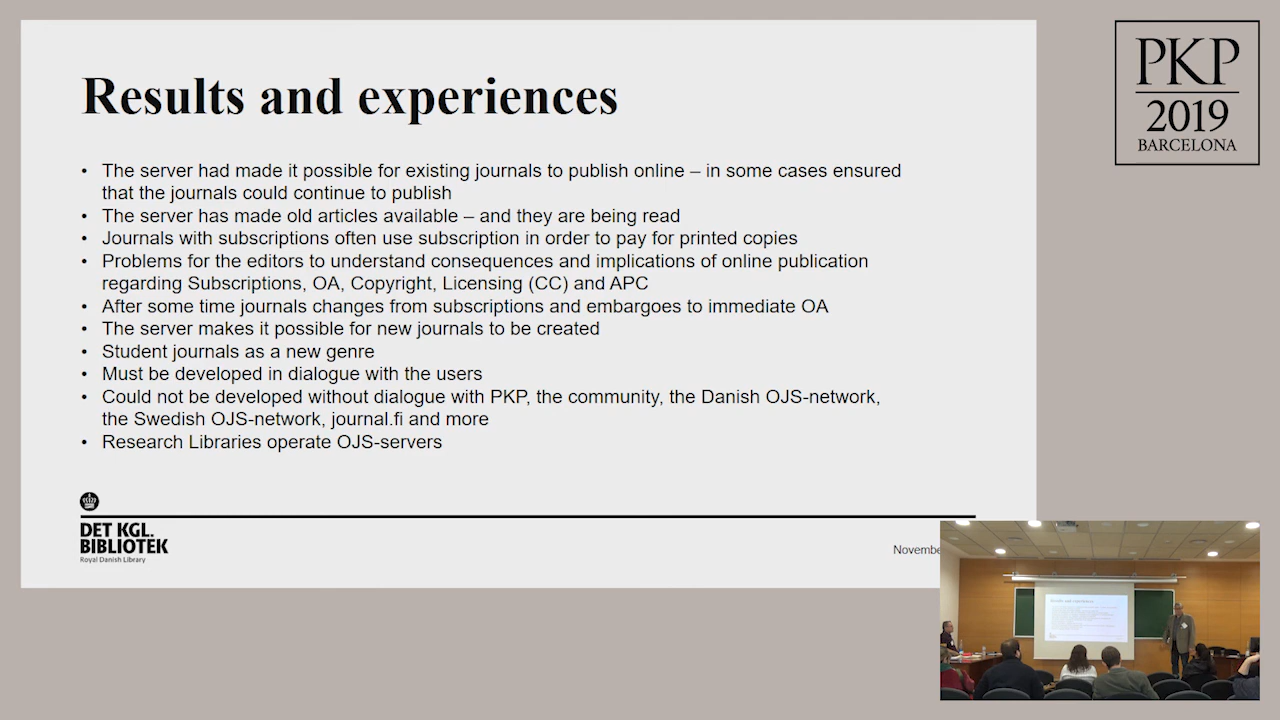 Results and experiences
• The server had made it possible for existing journals to publish online – in some cases ensured
that the journals could continue to publish
• The server has made old articles available – and they are being read
• Journals with subscriptions often use subscription in order to pay for printed copies
• Problems for the editors to understand consequences and implications of online publication
regarding Subscriptions, OA, Copyright, Licensing (CC) and APC
• After some time journals changes from subscriptions and embargoes to immediate OA
• The server makes it possible for new journals to be created
• Student journals as a new genre
• Must be developed in dialogue with the users
• Could not be developed without dialogue with PKP, the community, the Danish OJS-network,
the Swedish OJS-network, journal.fi and more
• Research Libraries operate OJS-servers
DET KGL.
BIBLIOTEK
Royal Danish Library
PKP
2019
BARCELONA